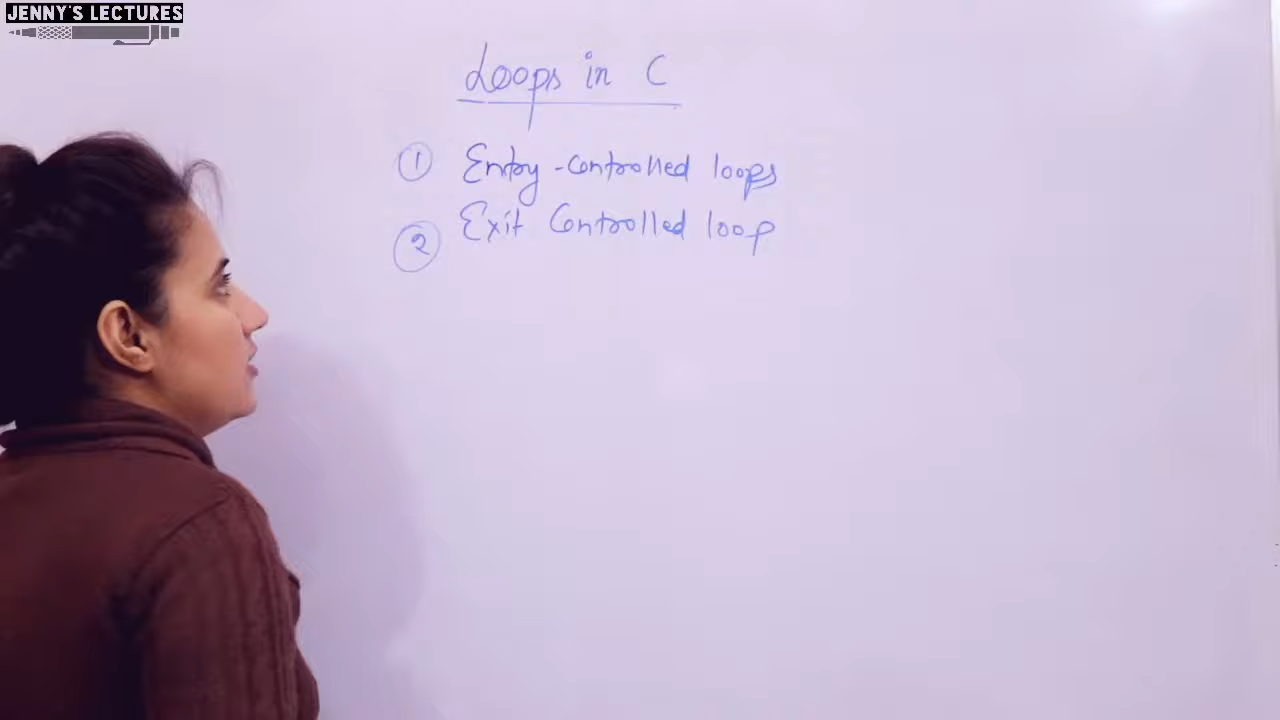 JENNY'S LECTURES
Loops in C
1 Entry-controlled loops
2 Exit Controlled loop